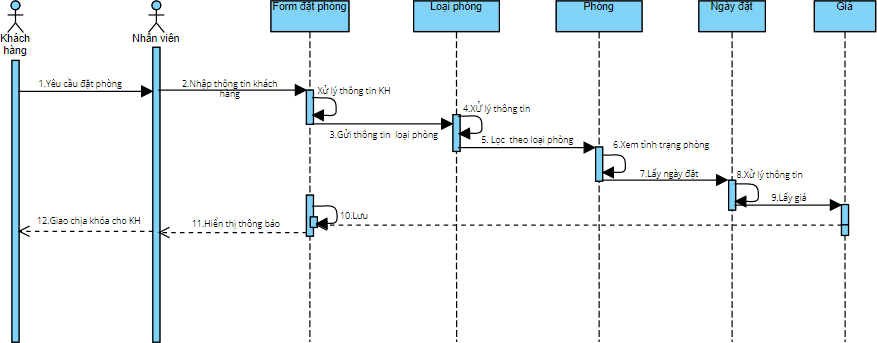 Form đặt phòng
Loại phòng
Phòng
Ngày đặt
Giá
Khách
hàng
Nhân viên
1.Yêu cầu đặt phòng
2.Nhập thông tin khách
hàng
Xử lý thông tin KH
3.Gửi thông tin loại phòng
4.XỬ lý thông tin
5. Lọc theo loại phòng
6.Xem tình trạng phòng
7.Lấy ngày đặt
8.Xử lý thông tin
9.Lấy giá
10.Lưu
11.Hiển thị thông báo
12.Giao chịa khóa cho KH